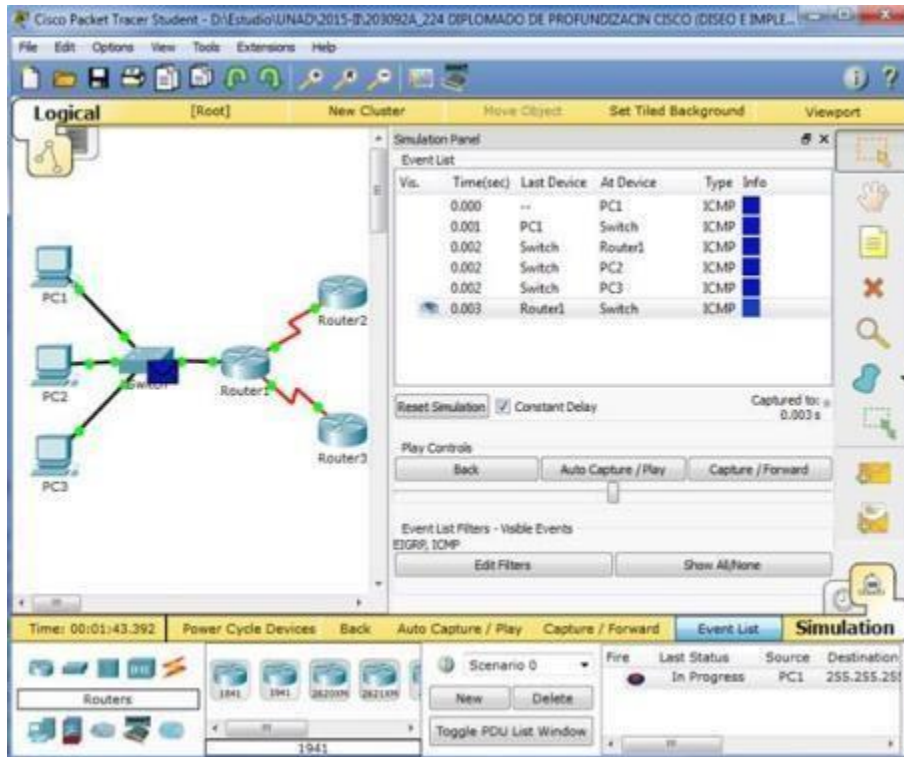 Cisco Packet Tracer Student - D:\Estudio\UNAD\2015-II\203092A_224 DIPLOMADO DE PROFUNDIZACIN CISCO (DISEO E IMPLE...
File Edit Options View Tools Extensions Help
Logical [Root] New Cluster Move Object Set Tiled Background Viewport
Simulation Panel
Event List
Vis. Time(sec) Last Device At Device Type Info
0.000 -- PC1 ICMP
0.001 PC1 Switch ICMP
0.002 Switch Router1 ICMP
0.002 Switch PC2 ICMP
0.002 Switch PC3 ICMP
0.003 Router1 Switch ICMP
PC1
Router2
Switch
PC2
Router1
Router3
PC3
Reset Simulation Constant Delay Captured to:
0.003 s
Play Controls
Back Auto Capture / Play Capture / Forward
Event List Filters - Visible Events
EIGRP, ICMP
Edit Filters Show All/None
Time: 00:01:43.392 Power Cycle Devices Back Auto Capture / Play Capture / Forward Event List Simulation
Routers
1841 1941 2620XM 2621XM
1941
Scenario 0
New Delete
Toggle PDU List Window
Fire Last Status Source Destination
In Progress PC1 255.255.25